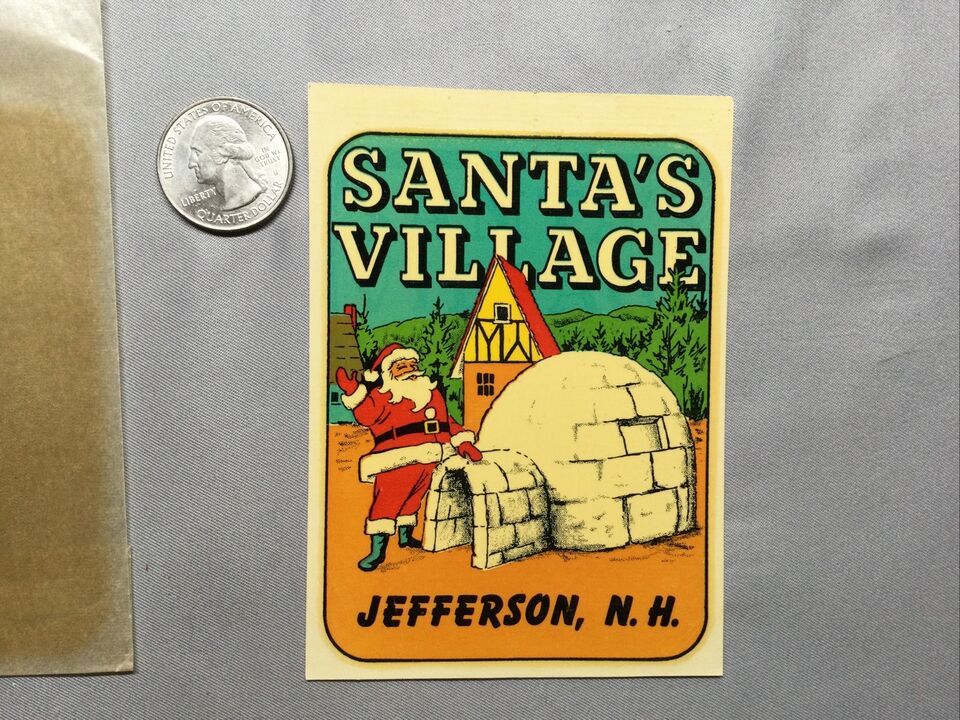 UNITED STATES OF AMERICA
IN
GOD WE
TRUST
LIBERTY
QUARTER DOLLAR
SANTA'S
VILLAGE
JEFFERSON, N.H.